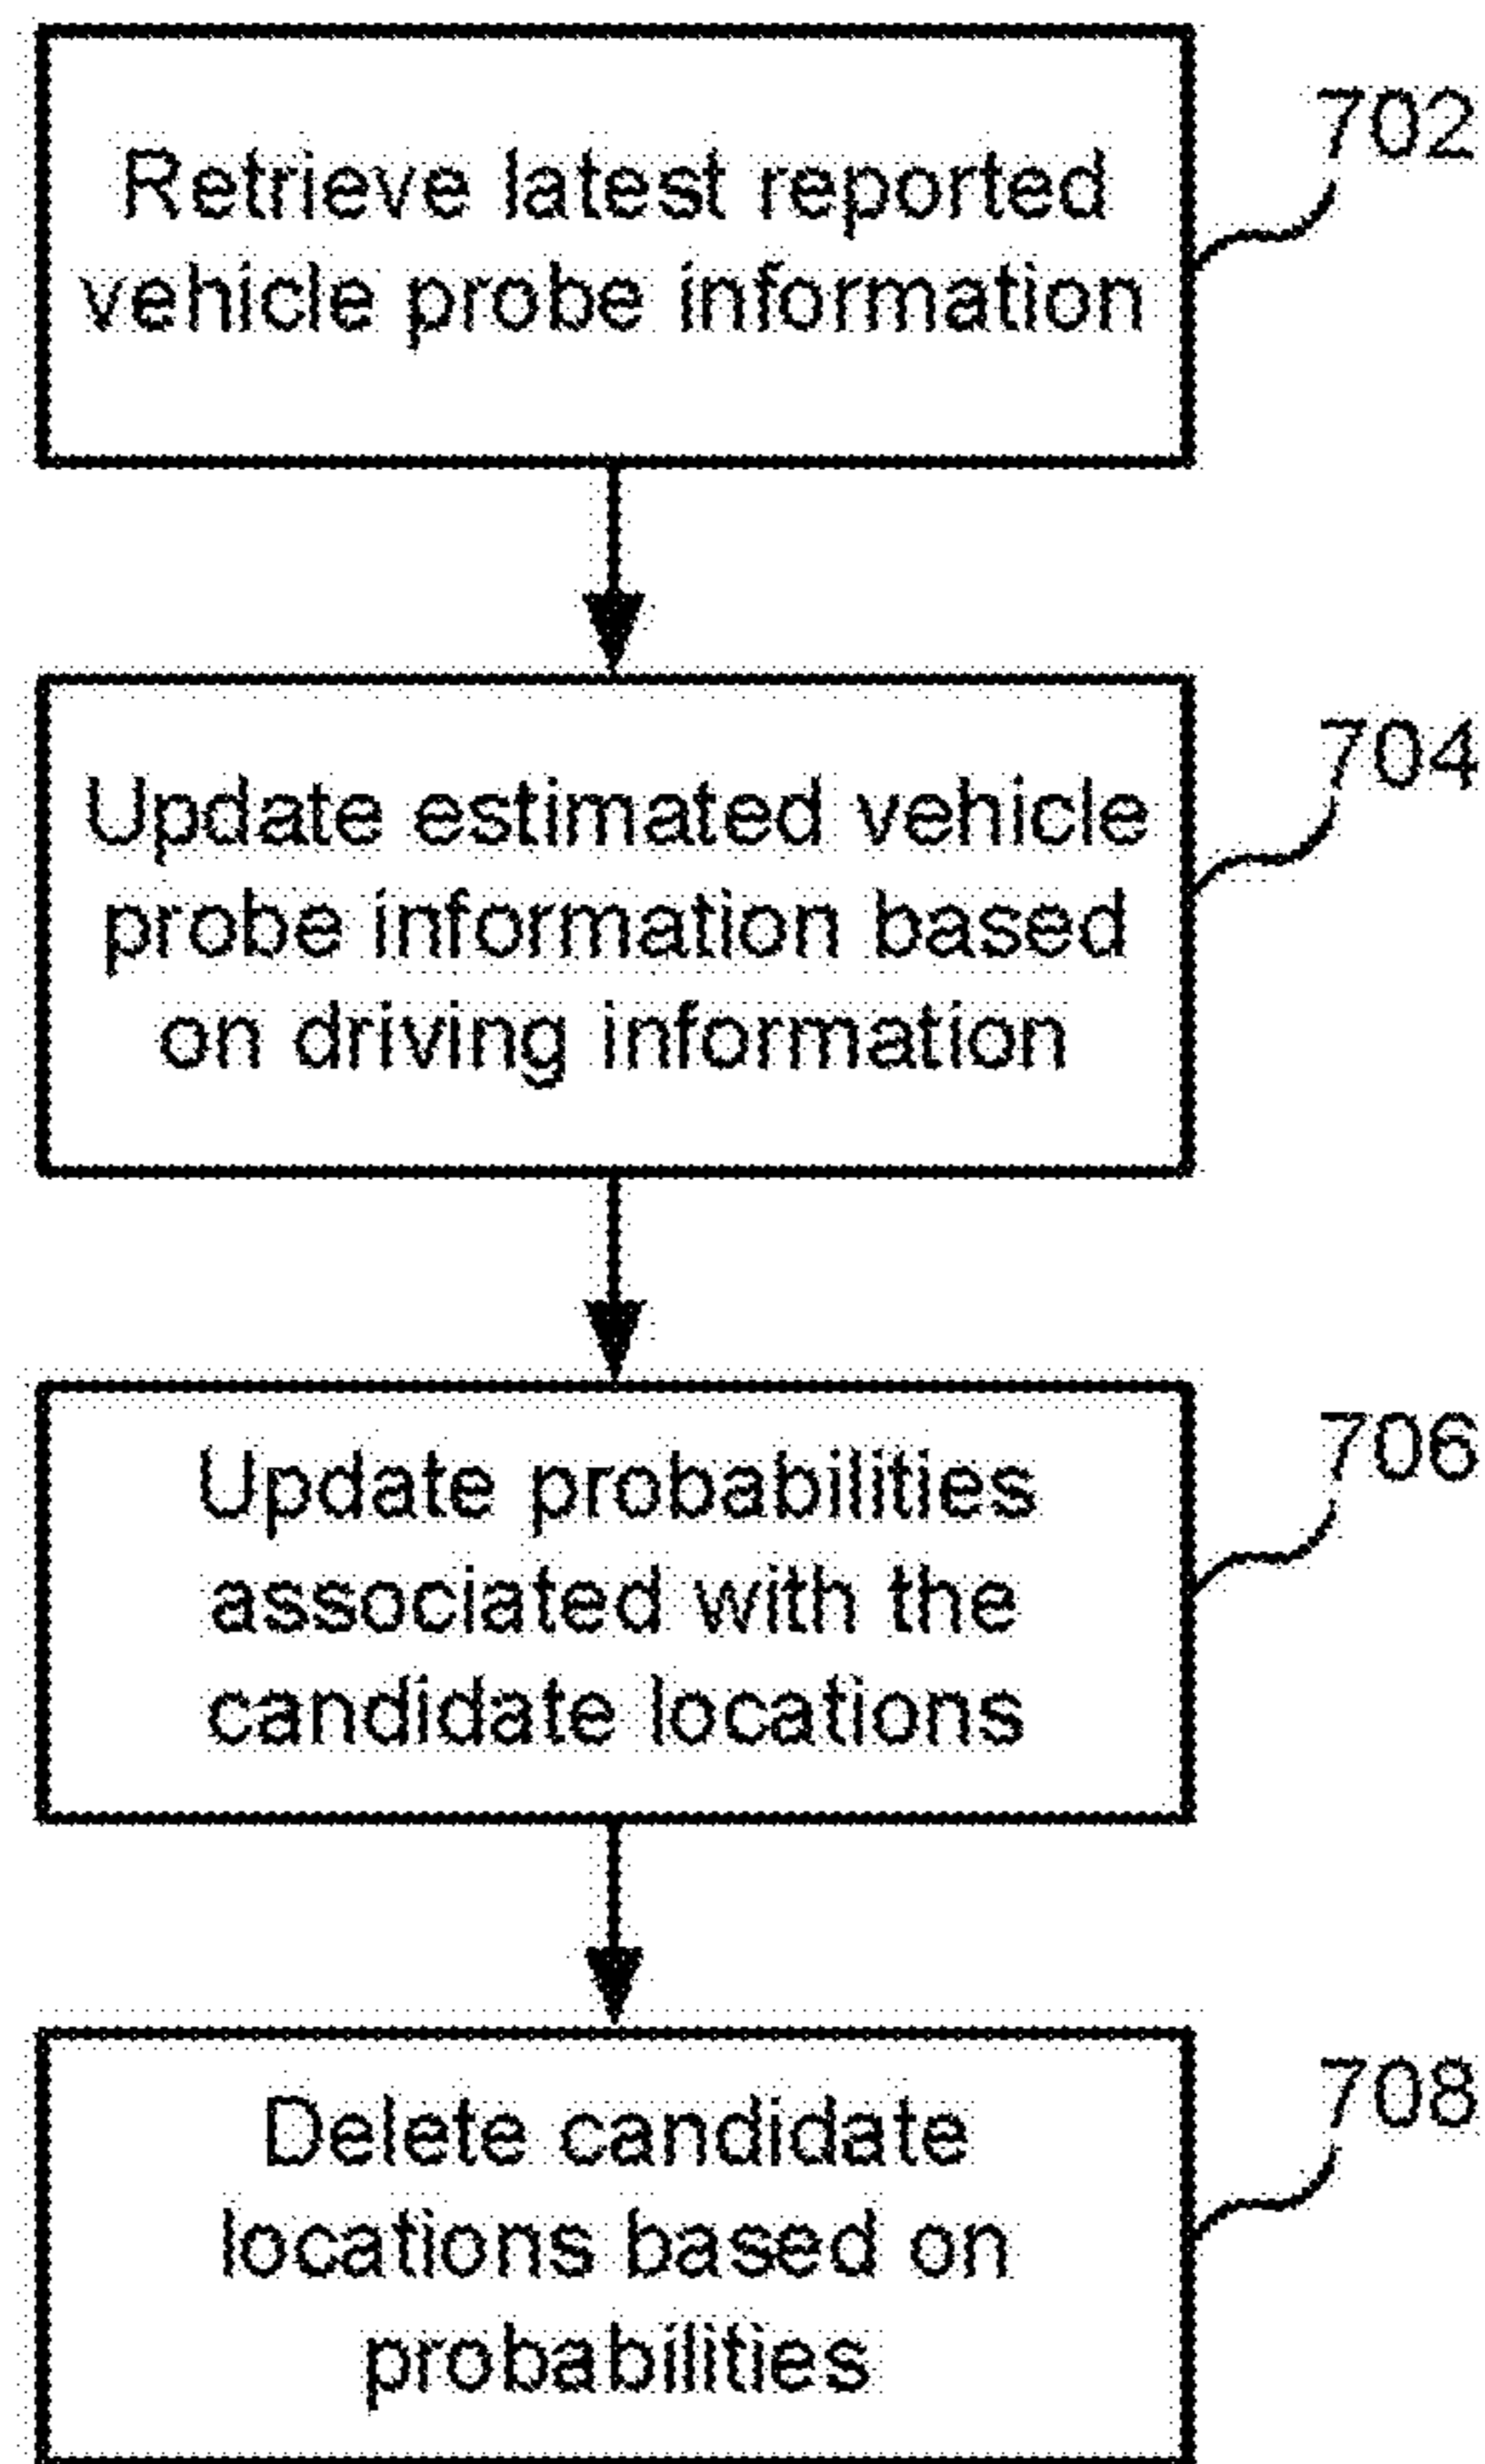 Retrieve latest reported
vehicle probe information
702
Update estimated vehicle
probe information based
on driving information
704
Update probabilities
associated with the
candidate locations
706
Delete candidate
locations based on
probabilities
708